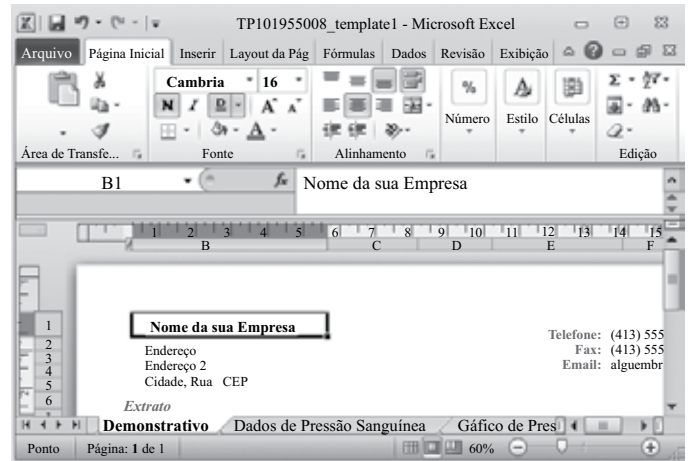 TP101955008_template1 - Microsoft Excel
Arquivo Página Inicial Inserir Layout da Pág Fórmulas Dados Revisão Exibição
Cambria 16
N I D A A % A Σ
Número Estilo Células
Área de Transfe... Fonte Alinhamento Edição
B1 fx Nome da sua Empresa
1 2 3 4 5 6 7 8 9 10 11 12 13 14 15
B C D E F
1 Nome da sua Empresa Telefone: (413) 555
2 Endereço Fax: (413) 555
3 Endereço 2 Email: alguembr
4 Cidade, Rua CEP
5
6 Extrato
Demonstrativo Dados de Pressão Sanguínea Gáfico de Pres
Ponto Página: 1 de 1 60%